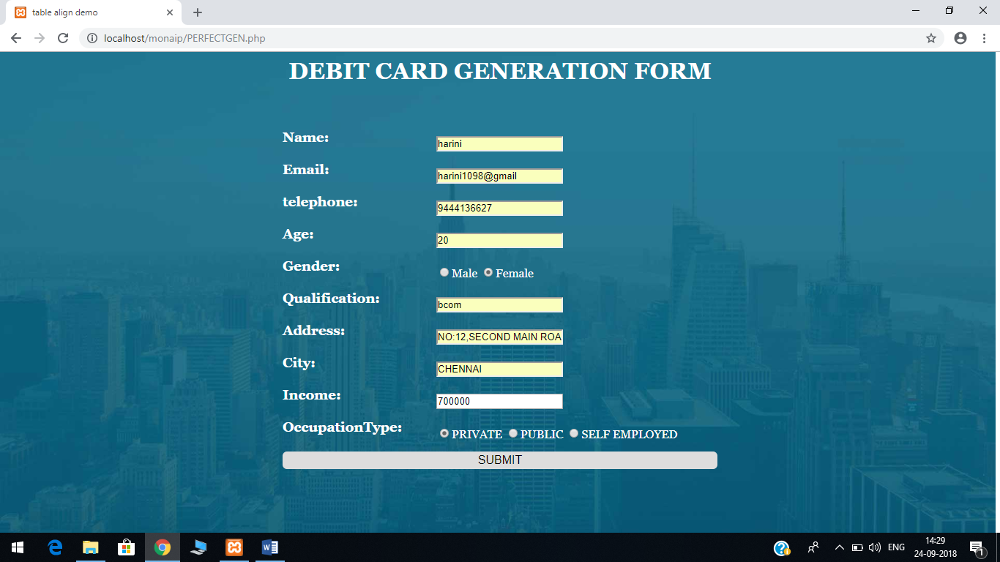 table align demo
localhost/monaip/PERFECTGEN.php
DEBIT CARD GENERATION FORM
Name: harini
Email: harini1098@gmail
telephone: 9444136627
Age: 20
Gender: Male Female
Qualification: bcom
Address: NO:12,SECOND MAIN ROA
City: CHENNAI
Income: 700000
OccupationType: PRIVATE PUBLIC SELF EMPLOYED
SUBMIT
ENG
14:29
24-09-2018
1